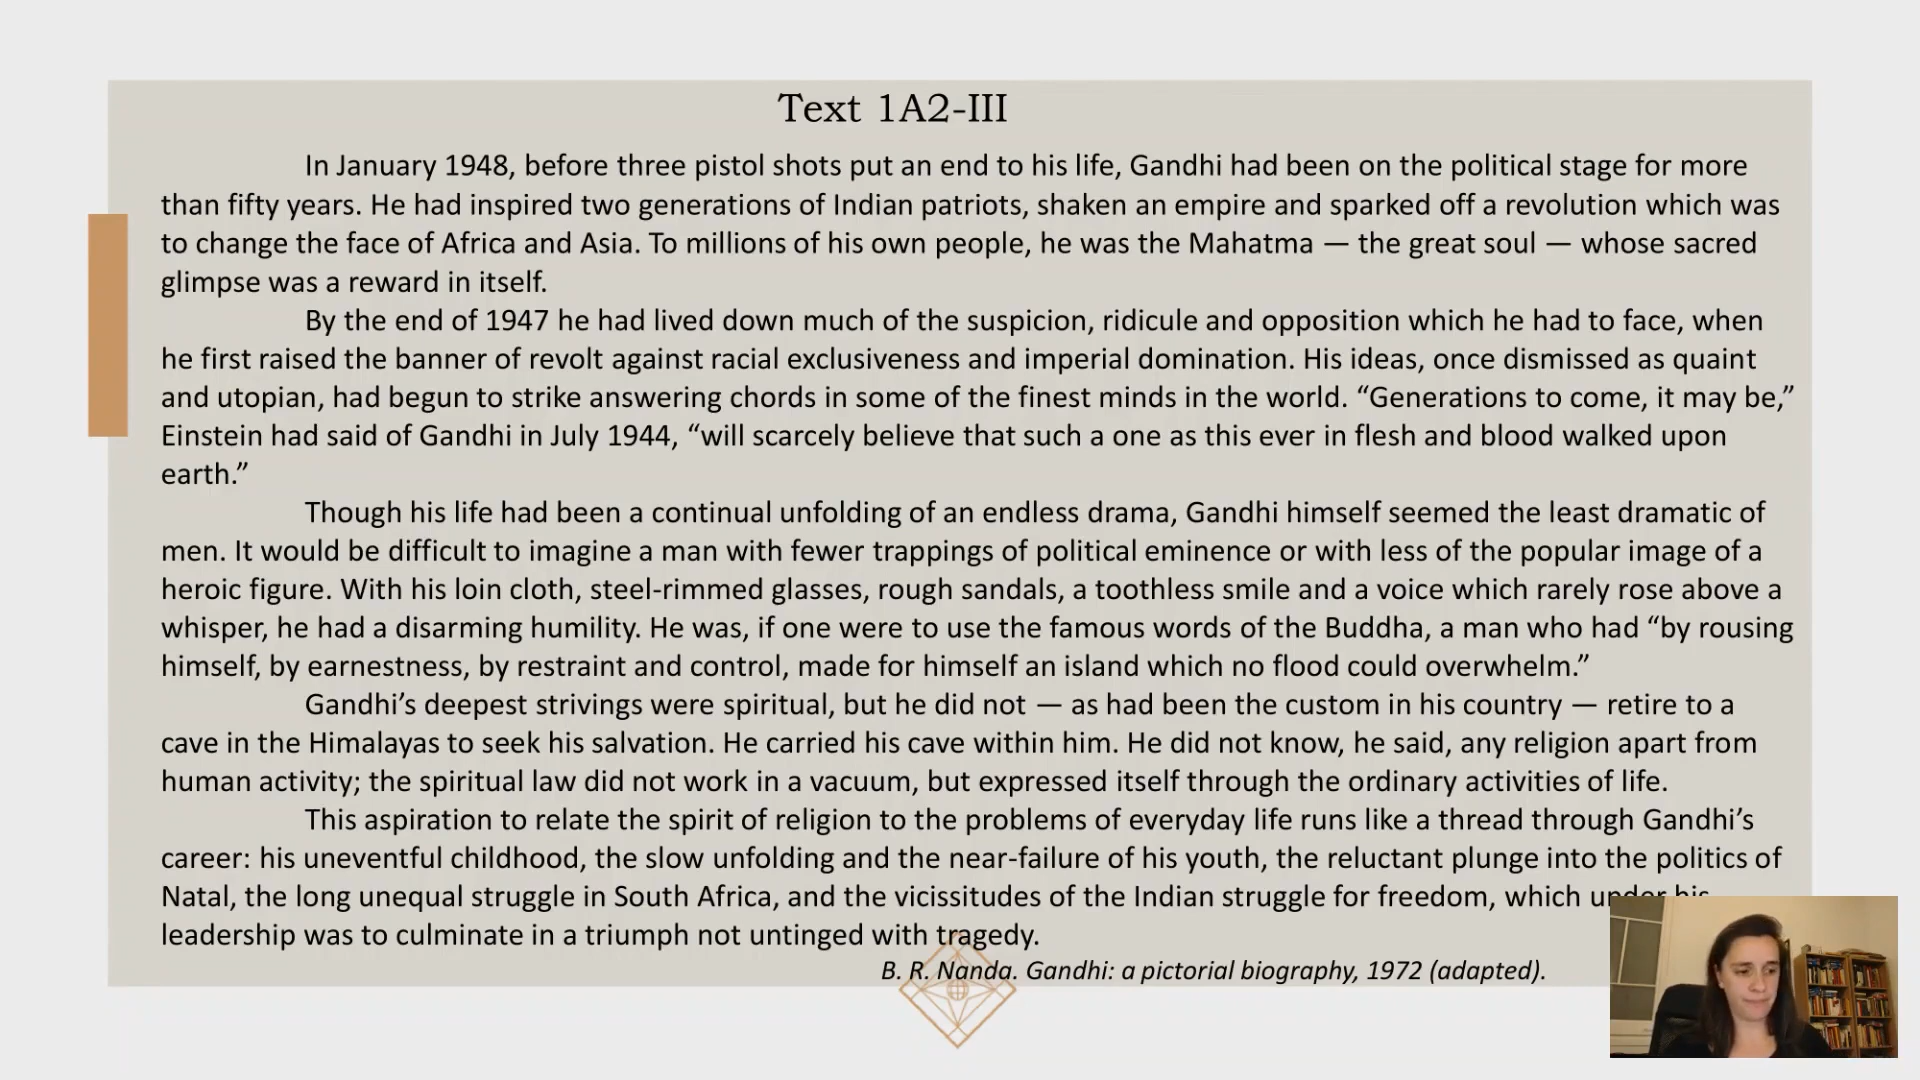 Text 1A2-III
In January 1948, before three pistol shots put an end to his life, Gandhi had been on the political stage for more
than fifty years. He had inspired two generations of Indian patriots, shaken an empire and sparked off a revolution which was
to change the face of Africa and Asia. To millions of his own people, he was the Mahatma — the great soul — whose sacred
glimpse was a reward in itself.
By the end of 1947 he had lived down much of the suspicion, ridicule and opposition which he had to face, when
he first raised the banner of revolt against racial exclusiveness and imperial domination. His ideas, once dismissed as quaint
and utopian, had begun to strike answering chords in some of the finest minds in the world. “Generations to come, it may be,”
Einstein had said of Gandhi in July 1944, “will scarcely believe that such a one as this ever in flesh and blood walked upon
earth.”
Though his life had been a continual unfolding of an endless drama, Gandhi himself seemed the least dramatic of
men. It would be difficult to imagine a man with fewer trappings of political eminence or with less of the popular image of a
heroic figure. With his loin cloth, steel-rimmed glasses, rough sandals, a toothless smile and a voice which rarely rose above a
whisper, he had a disarming humility. He was, if one were to use the famous words of the Buddha, a man who had “by rousing
himself, by earnestness, by restraint and control, made for himself an island which no flood could overwhelm.”
Gandhi’s deepest strivings were spiritual, but he did not — as had been the custom in his country — retire to a
cave in the Himalayas to seek his salvation. He carried his cave within him. He did not know, he said, any religion apart from
human activity; the spiritual law did not work in a vacuum, but expressed itself through the ordinary activities of life.
This aspiration to relate the spirit of religion to the problems of everyday life runs like a thread through Gandhi’s
career: his uneventful childhood, the slow unfolding and the near-failure of his youth, the reluctant plunge into the politics of
Natal, the long unequal struggle in South Africa, and the vicissitudes of the Indian struggle for freedom, which under his
leadership was to culminate in a triumph not untinged with tragedy.
B. R. Nanda. Gandhi: a pictorial biography, 1972 (adapted).